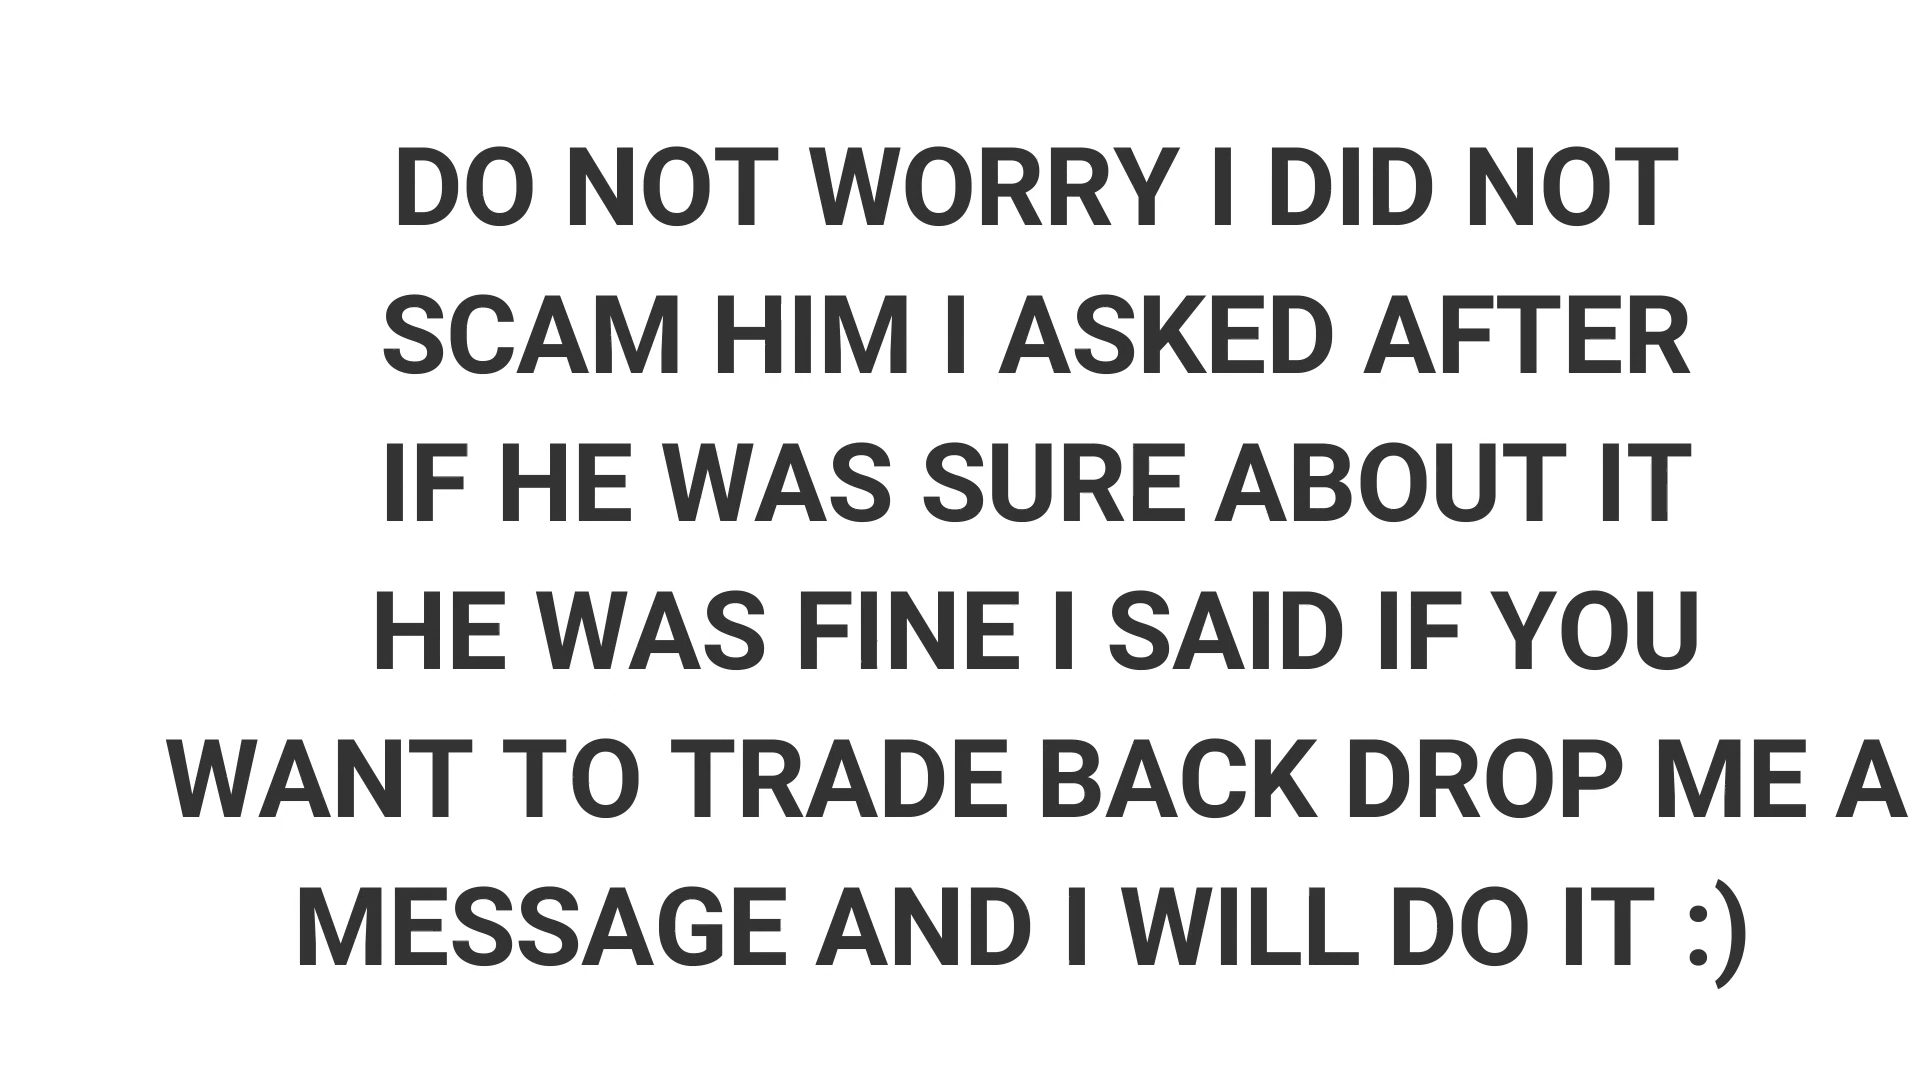 DO NOT WORRY I DID NOT
SCAM HIM I ASKED AFTER
IF HE WAS SURE ABOUT IT
HE WAS FINE I SAID IF YOU
WANT TO TRADE BACK DROP ME A
MESSAGE AND I WILL DO IT :)